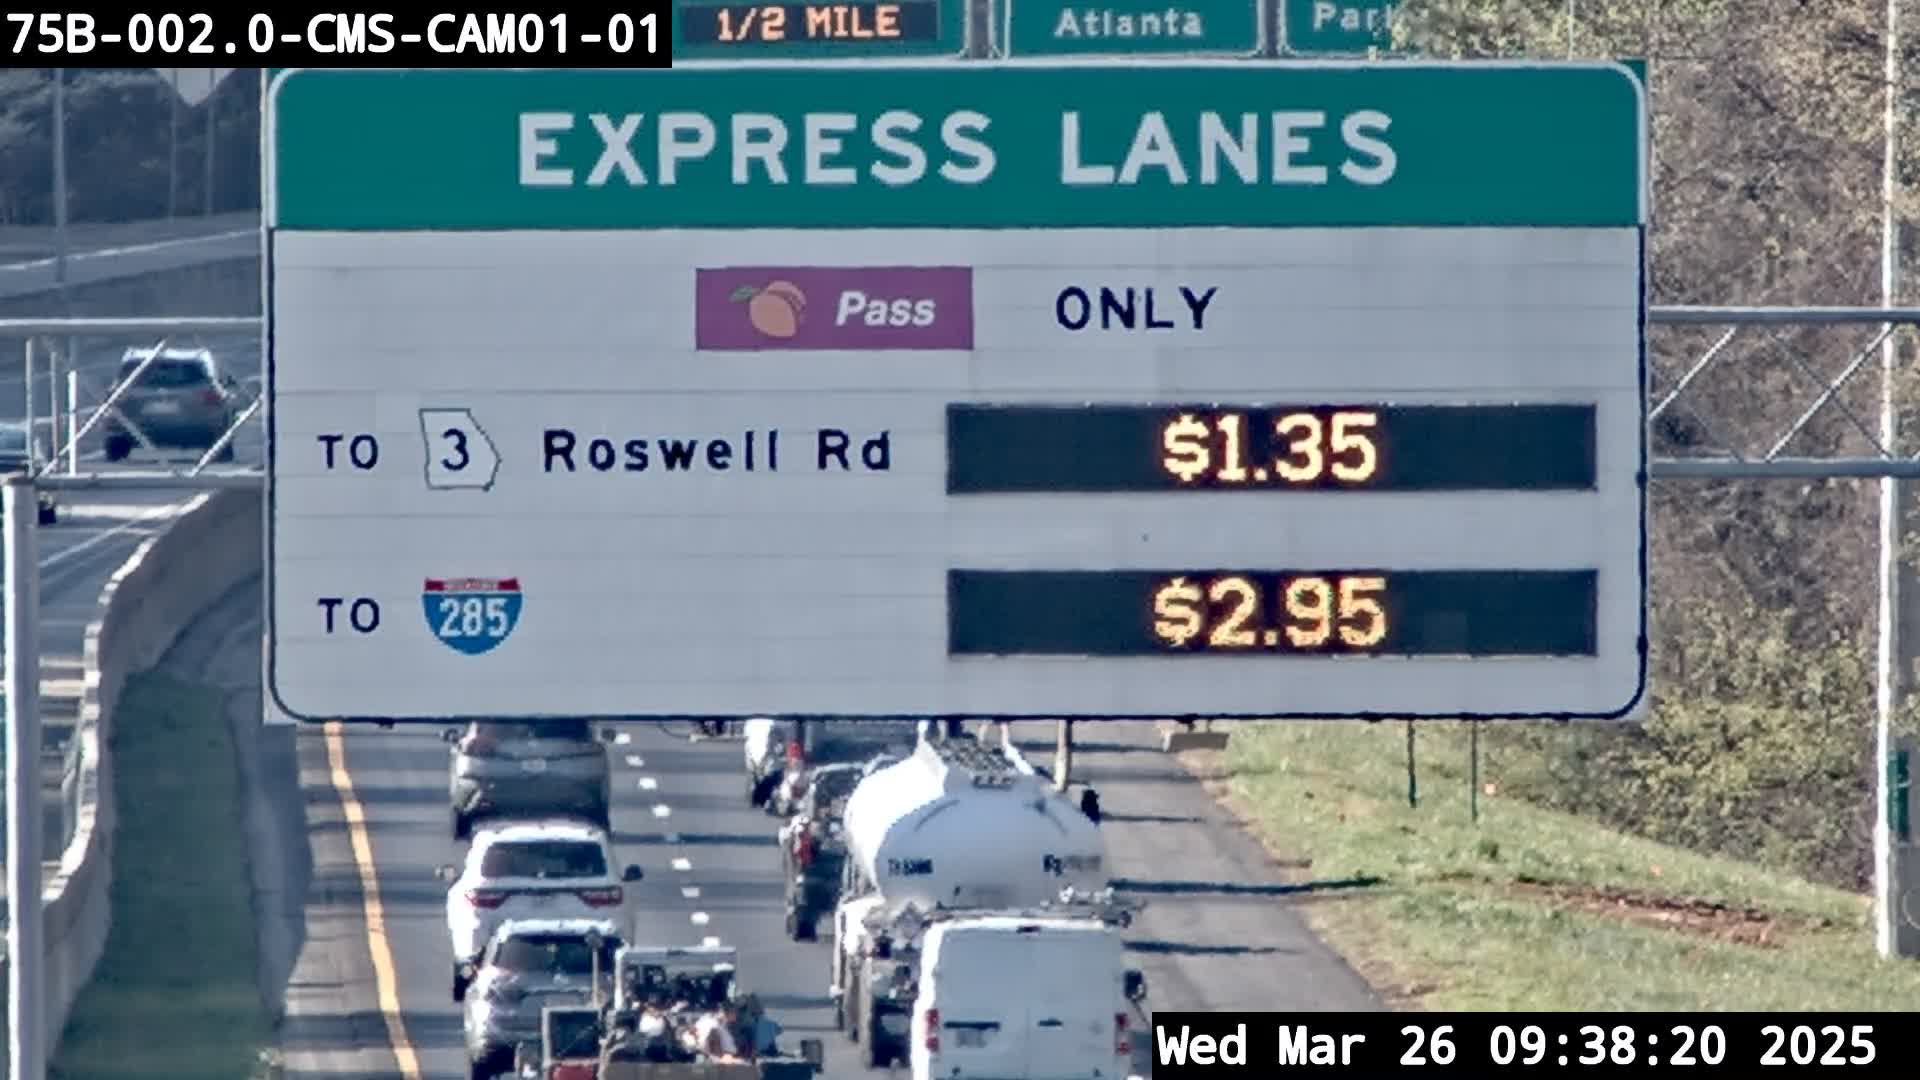 75B-002.0-CMS-CAM01-01
1/2 MILE
Atlanta
EXPRESS LANES
Pass ONLY
TO 3 Roswell Rd $1.35
TO 285 $2.95
Wed Mar 26 09:38:20 2025